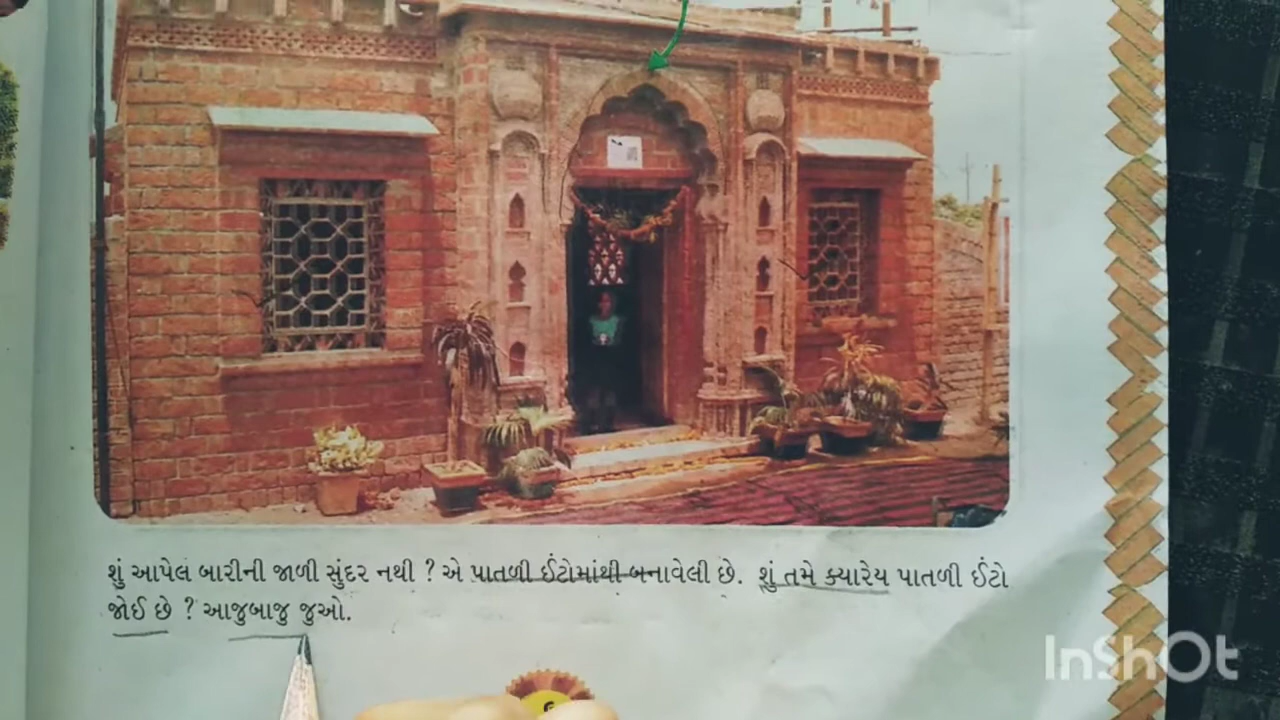 શું આપેલ બારીની જાળી સુંદર નથી ? એ પાતળી ઈંટોમાંથી બનાવેલી છે. શું તમે ક્યારેય પાતળી ઈંટો
જોઈ છે ? આજુબાજુ જુઓ.
InShOt